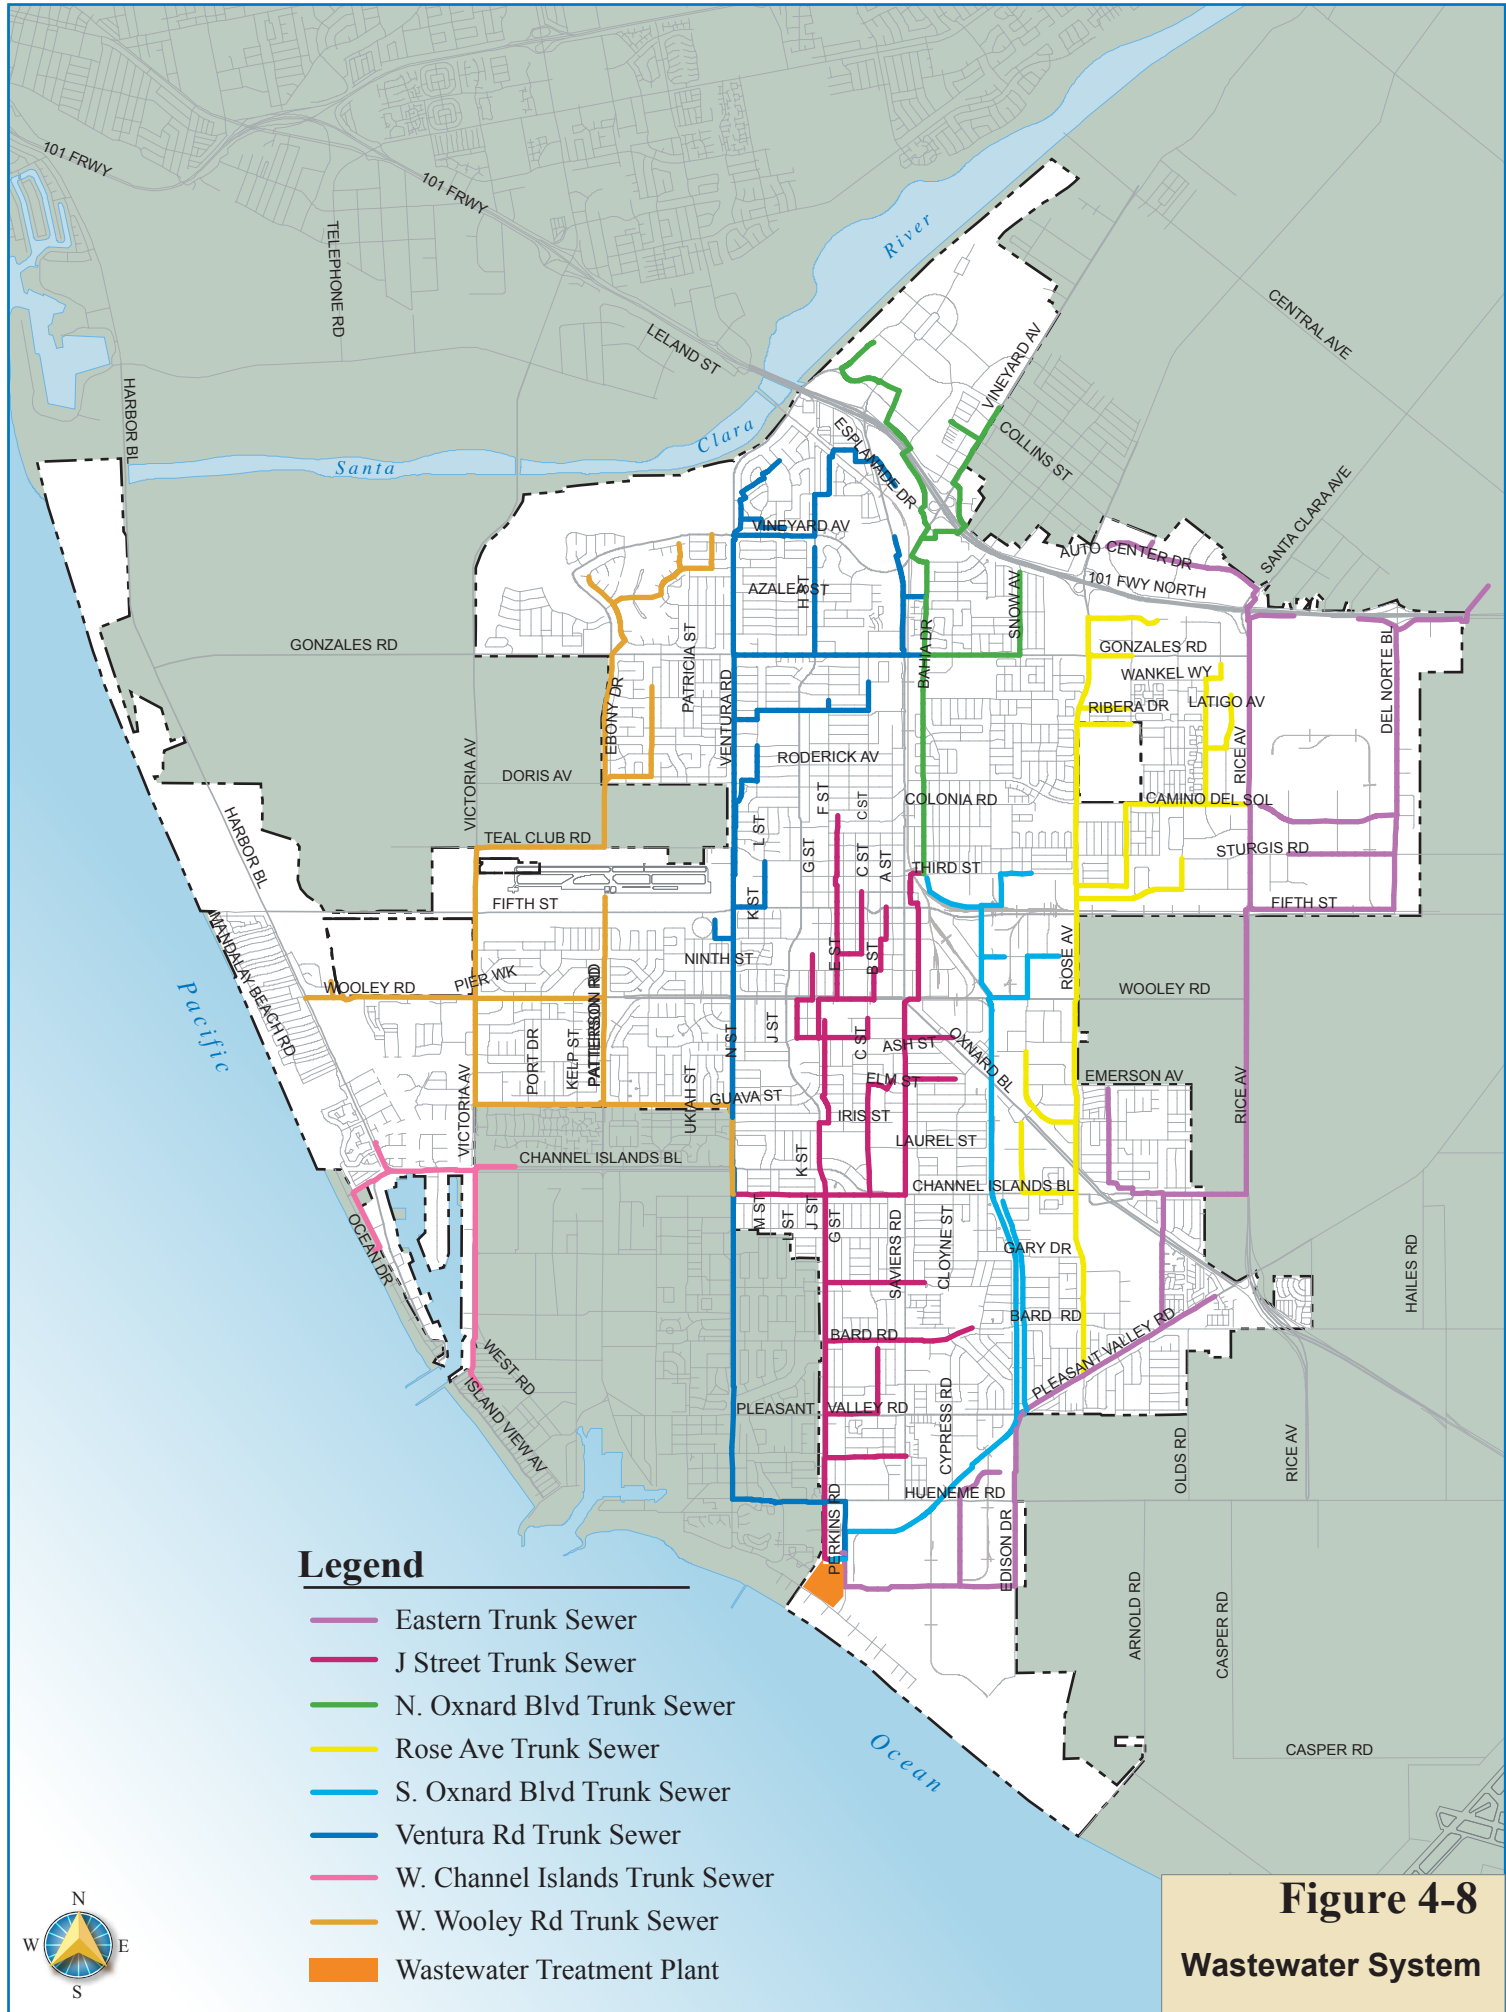 101 FRWY
101 FRWY
TELEPHONE RD
River
CENTRAL AVE
LELAND ST
VINEYARD AV
HARBOR BL
Clara
ESPLANADE DR
COLLINS ST
Santa
SANTA CLARA AVE
VINEYARD AV
AUTO CENTER DR
101 FWY NORTH
AZALEA ST
H ST
SNOW AV
GONZALES RD
PATRICIA ST
BAHIA DR
GONZALES RD
DEL NORTE BL
WANKEL WY
EBONY DR
VENTURA RD
RIBERA DR
LATIGO AV
RICE AV
VICTORIA AV
DORIS AV
RODERICK AV
F ST
C ST
COLONIA RD
CAMINO DEL SOL
HARBOR BL
TEAL CLUB RD
L ST
G ST
C ST
A ST
THIRD ST
STURGIS RD
FIFTH ST
K ST
FIFTH ST
MANDALAY BEACH RD
NINTH ST
E ST
B ST
ROSE AV
PIER WK
WOOLEY RD
PATTERSON RD
WOOLEY RD
Pacific
PORT DR
KELP ST
N ST
J ST
C ST
ASH ST
OXNARD BL
ELM ST
EMERSON AV
VICTORIA AV
UKIAH ST
GUAVA ST
IRIS ST
RICE AV
LAUREL ST
CHANNEL ISLANDS BL
K ST
CHANNEL ISLANDS BL
OCEAN DR
M ST
L ST
J ST
G ST
SAVIERS RD
CLOYNE ST
GARY DR
HAILES RD
BARD RD
BARD RD
PLEASANT VALLEY RD
WEST RD
ISLAND VIEW AV
PLEASANT VALLEY RD
CYPRESS RD
OLDS RD
RICE AV
HUENEME RD
PERKINS RD
EDISON DR
ARNOLD RD
CASPER RD
CASPER RD
Ocean
Legend
Eastern Trunk Sewer
J Street Trunk Sewer
N. Oxnard Blvd Trunk Sewer
Rose Ave Trunk Sewer
S. Oxnard Blvd Trunk Sewer
Ventura Rd Trunk Sewer
W. Channel Islands Trunk Sewer
W. Wooley Rd Trunk Sewer
Wastewater Treatment Plant
N
W
E
S
Figure 4-8
Wastewater System